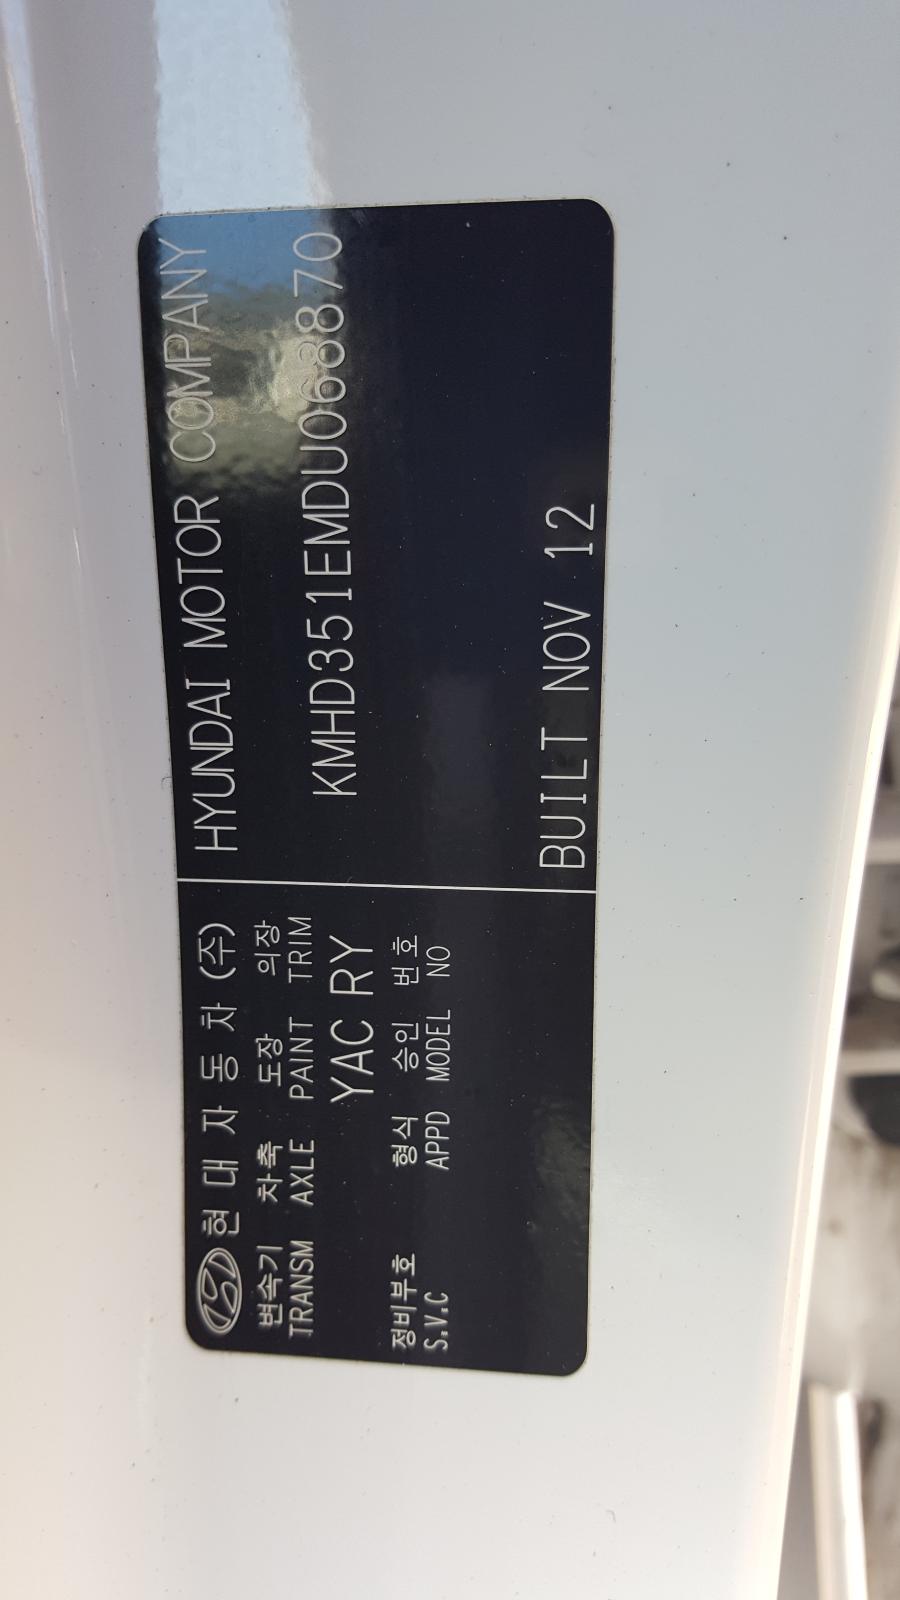 현대자동차(주)
변속기 차축 도장 의장
TRANSM AXLE PAINT TRIM
YAC RY
정비부호 형식 승인 번호
S.V.C APPD MODEL NO
HYUNDAI MOTOR COMPANY
KMHD351EMDU068870
BUILT NOV 12